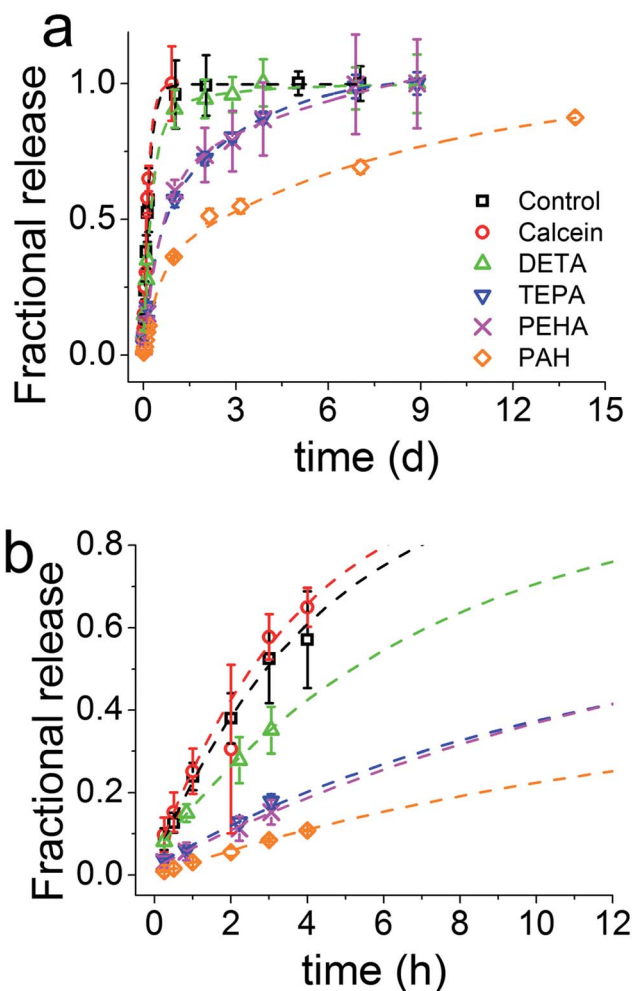 a
Fractional release
1.0
0.5
0.0
Control
Calcein
DETA
TEPA
PEHA
PAH
0 3 6 9 12 15
time (d)
b
Fractional release
0.8
0.6
0.4
0.2
0.0
0 2 4 6 8 10 12
time (h)